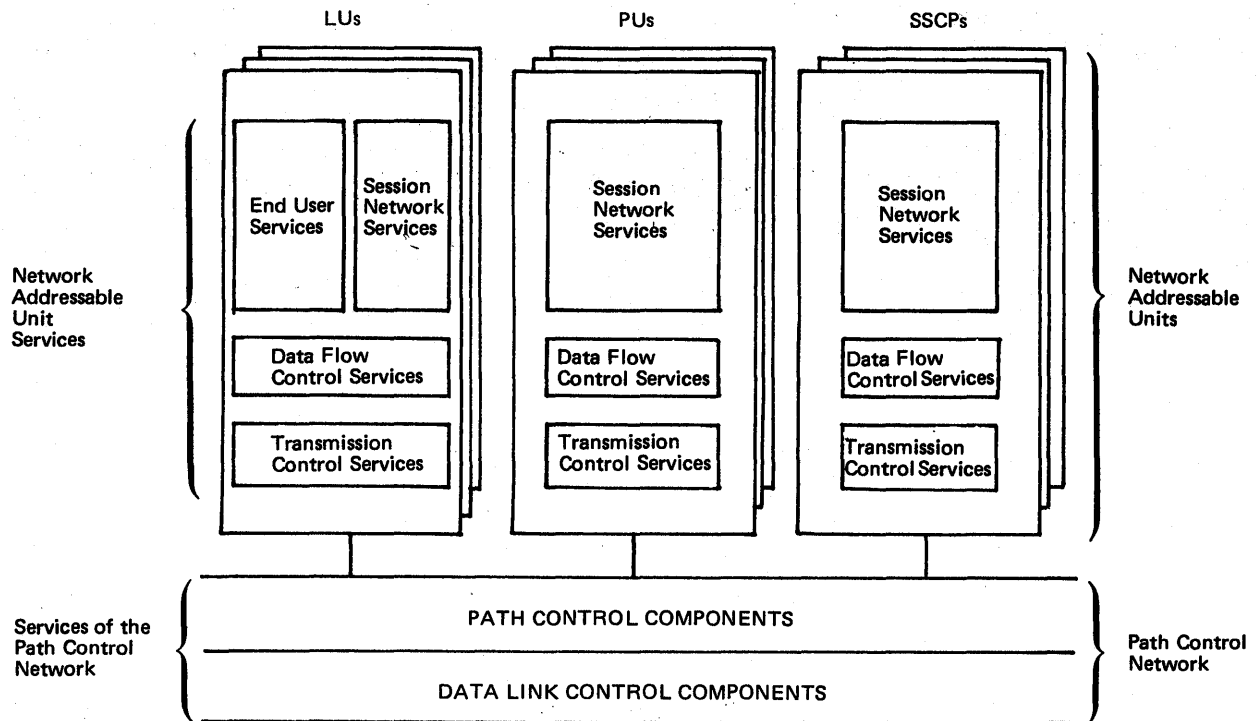 LUs
PUs
SSCPs
End User
Services
Session
Network
Services
Session
Network
Services
Session
Network
Services
Network
Addressable
Unit
Services
Network
Addressable
Units
Data Flow
Control Services
Data Flow
Control Services
Data Flow
Control Services
Transmission
Control Services
Transmission
Control Services
Transmission
Control Services
Services of the
Path Control
Network
PATH CONTROL COMPONENTS
DATA LINK CONTROL COMPONENTS
Path Control
Network